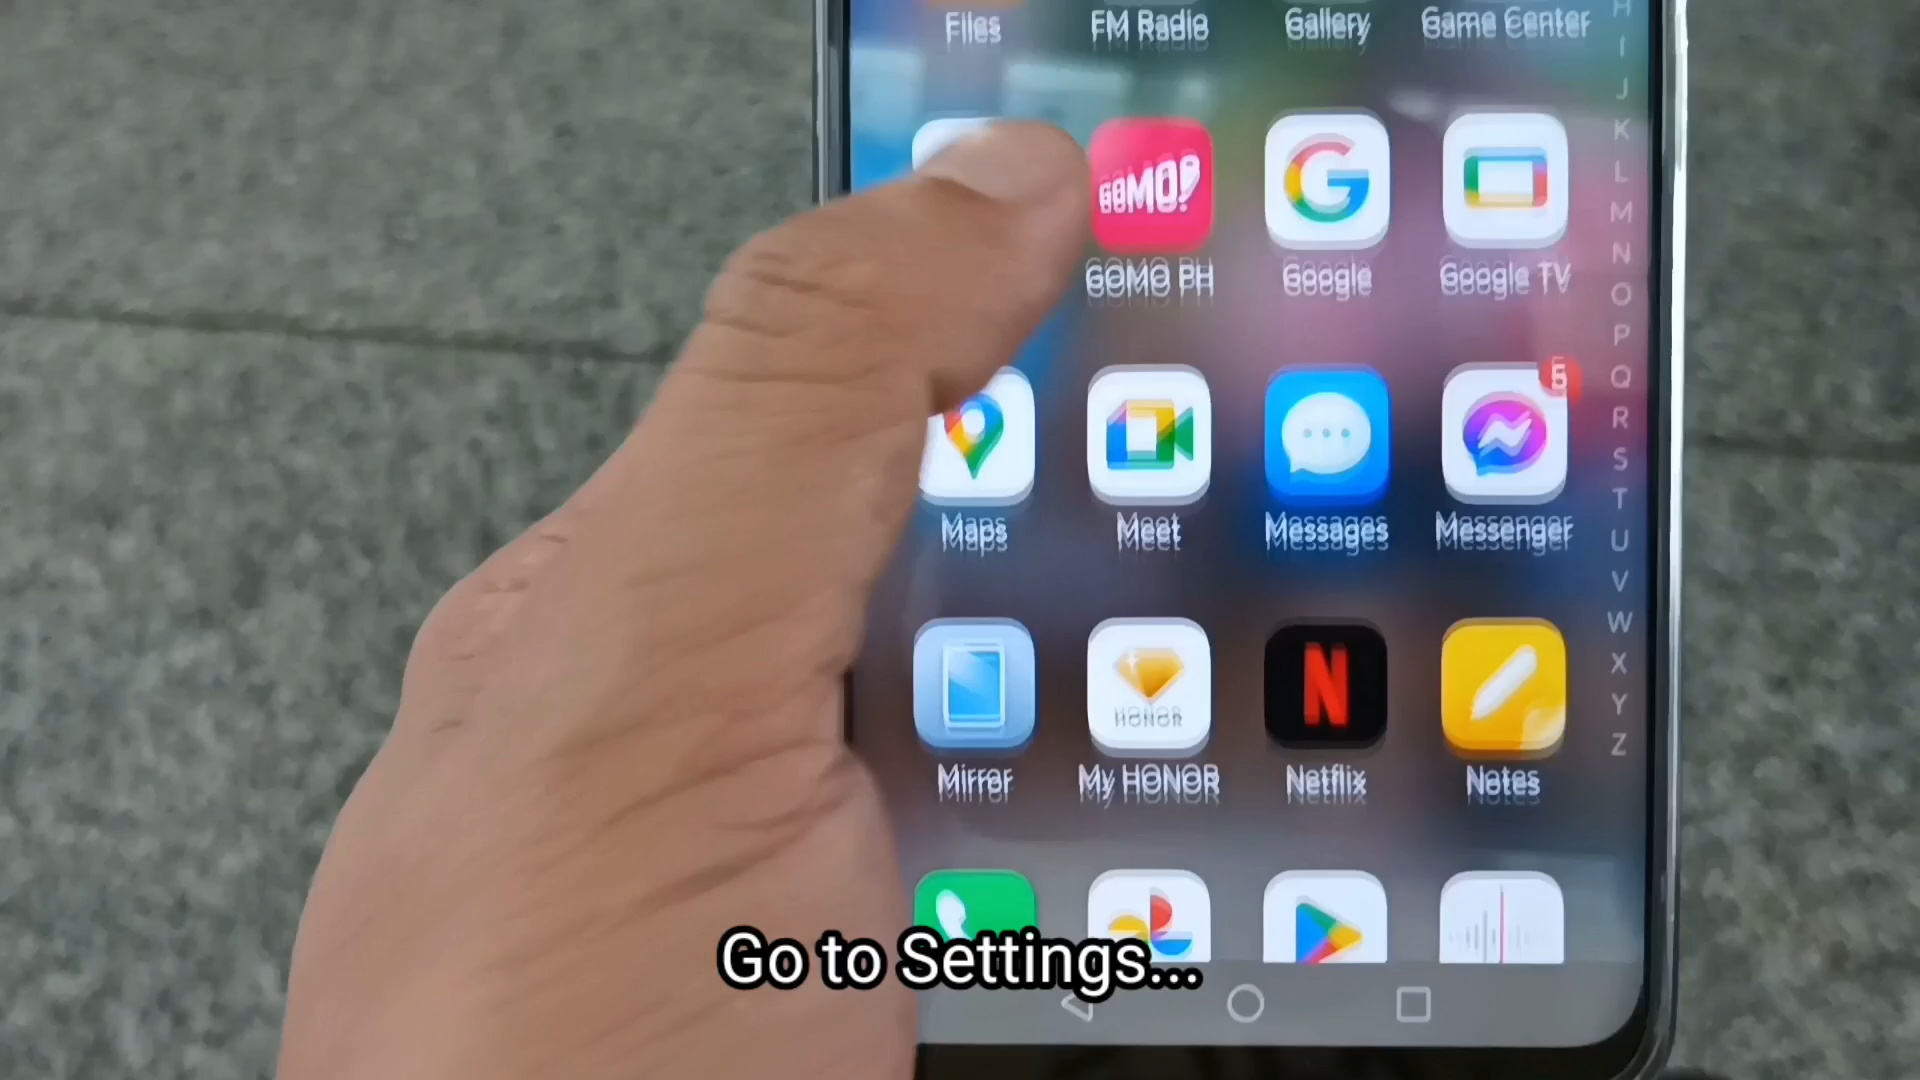 Files FM Radio Gallery Game Center
H
I
J
K
L
M
N
O
P
Q
R
S
T
U
V
W
X
Y
Z
GOMO!
GOMO PH Google Google TV
Maps Meet Messages Messenger
HONOR
N
Mirror My HONOR Netflix Notes
Go to Settings...